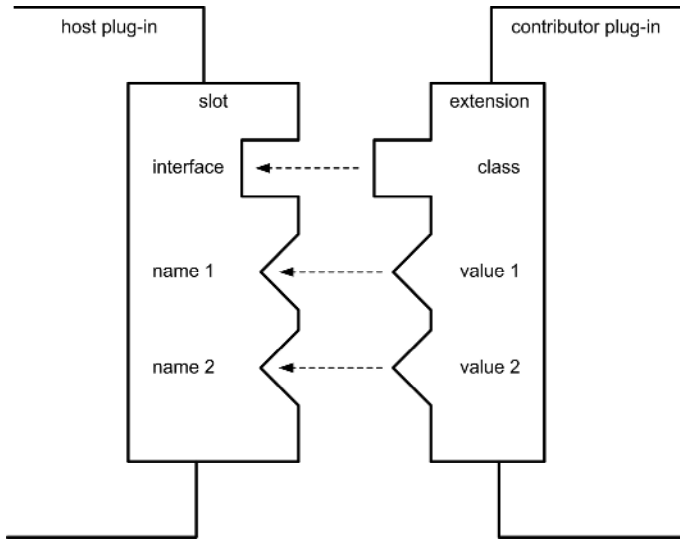 host plug-in
contributor plug-in
slot
extension
interface
class
name 1
value 1
name 2
value 2